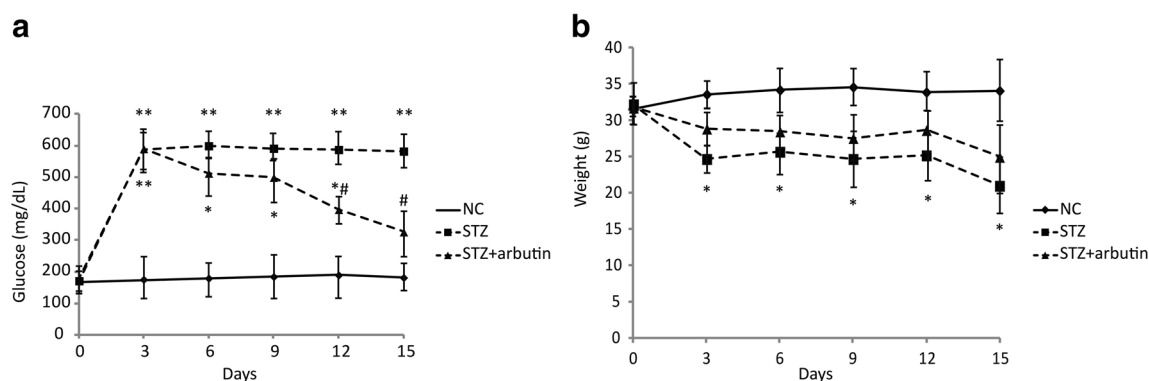 a
700
600
500
400
300
200
100
0
Glucose (mg/dL)
** ** ** ** **
**
*
*
*#
#
0 3 6 9 12 15
Days
NC
STZ
STZ+arbutin
b
40
35
30
25
20
15
10
5
0
Weight (g)
* * * * *
0 3 6 9 12 15
Days
NC
STZ
STZ+arbutin